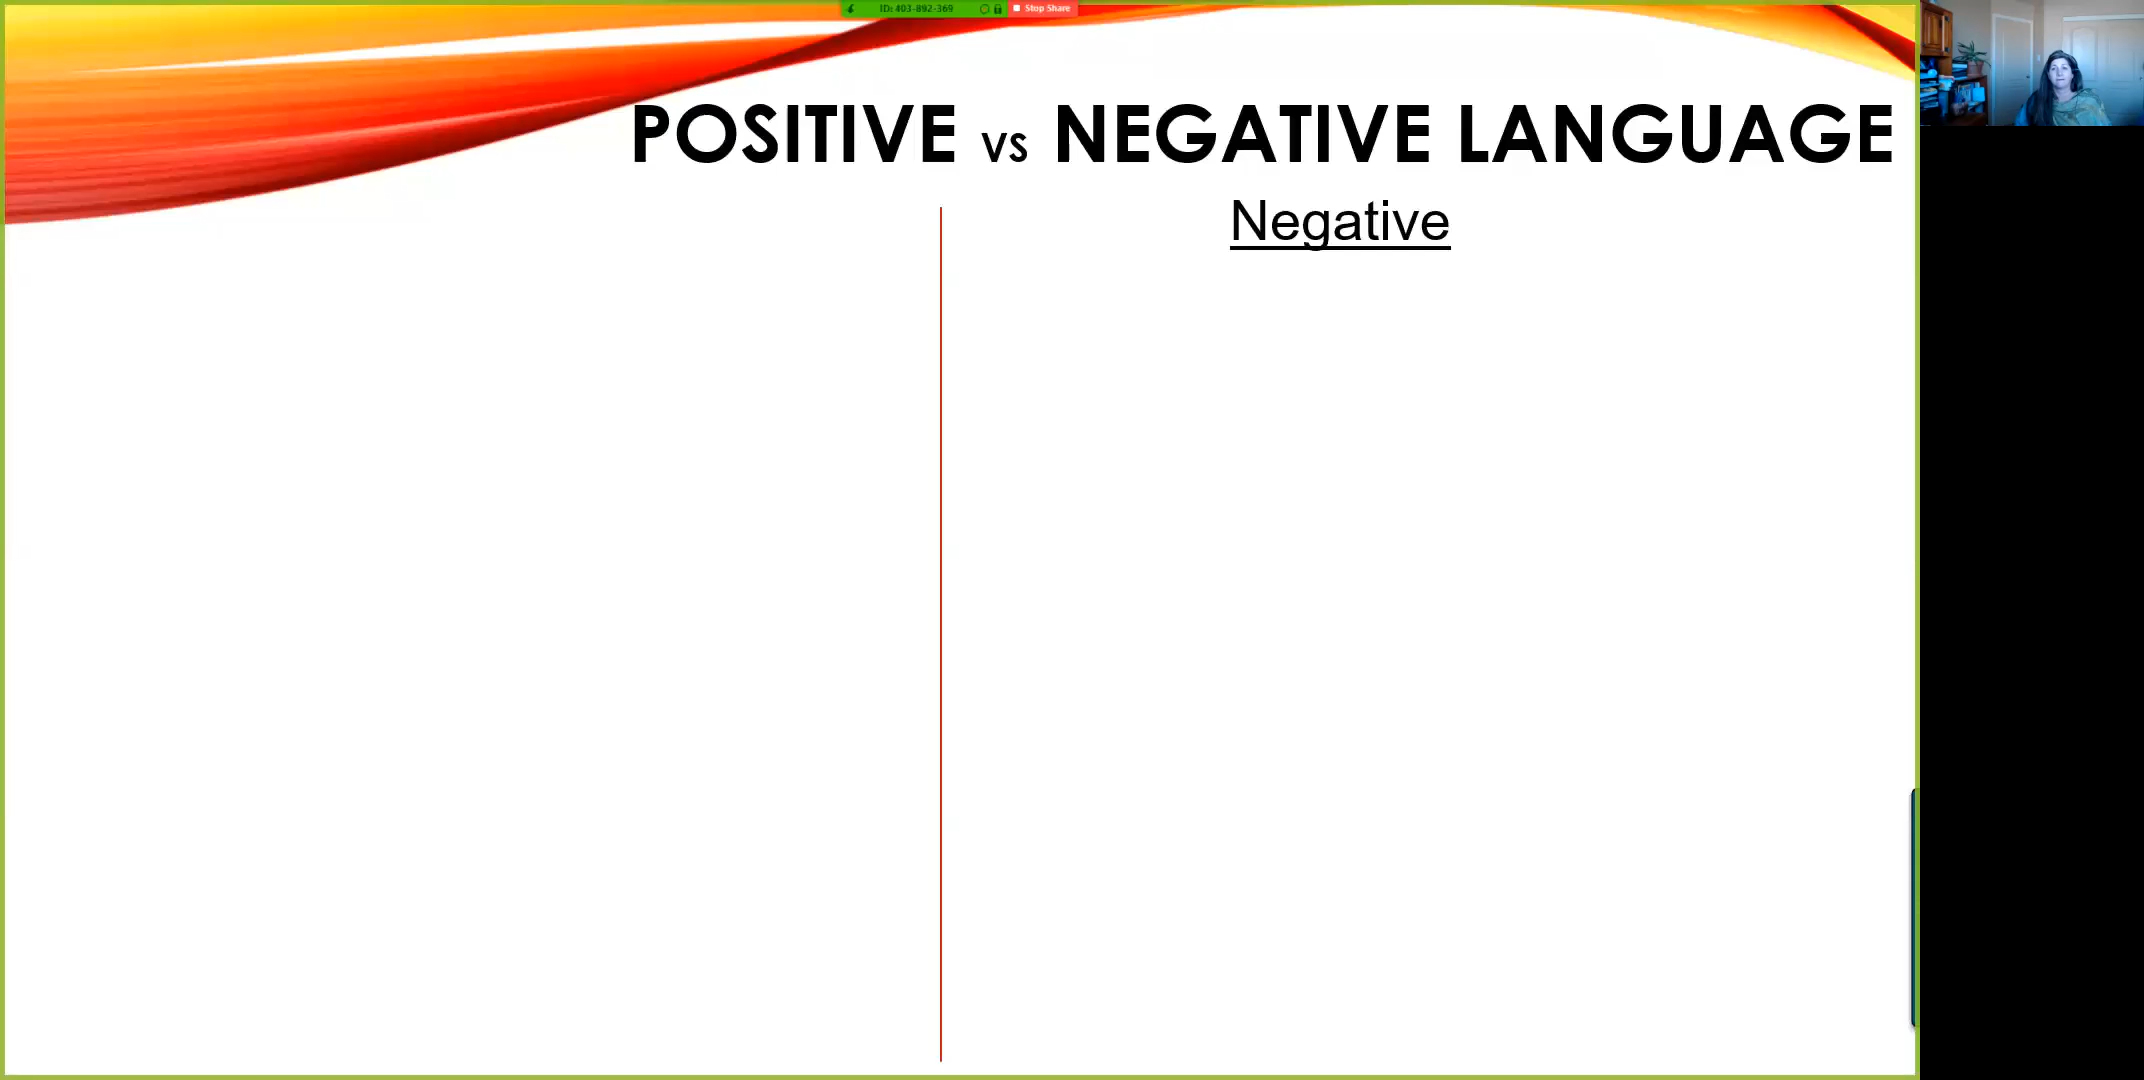 ID: 403-892-369 Stop Share
POSITIVE vs NEGATIVE LANGUAGE
Negative